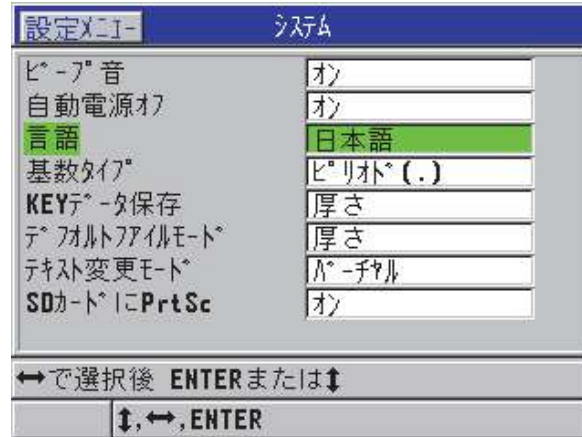 設定ﾒﾆｭｰ ｼｽﾃﾑ
ﾋﾞｰﾌﾟ音 ｵﾝ
自動電源ｵﾌ ｵﾝ
言語 日本語
基数ﾀｲﾌﾟ ﾋﾟﾘｵﾄﾞ(.)
KEYﾃﾞｰﾀ保存 厚さ
ﾃﾞﾌｫﾙﾄﾌｧｲﾙﾓｰﾄﾞ 厚さ
ﾃｷｽﾄ変更ﾓｰﾄﾞ ﾊﾞｰﾁｬﾙ
SDｶｰﾄﾞにPrtSc ｵﾝ
↔で選択後 ENTERまたは↕
↕,↔,ENTER